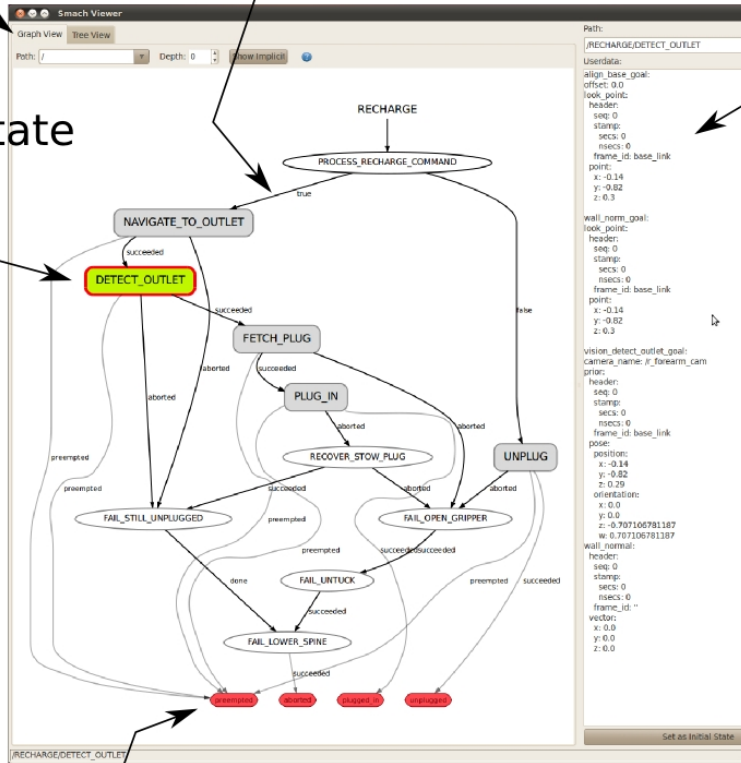 Smach Viewer
Graph View Tree View
Path: / Depth: 0 Show Implicit
tate
RECHARGE
PROCESS_RECHARGE_COMMAND
true
NAVIGATE_TO_OUTLET
succeeded
DETECT_OUTLET
succeeded
false
FETCH_PLUG
aborted
succeeded
PLUG_IN
aborted
aborted
aborted
RECOVER_STOW_PLUG
UNPLUG
preempted
preempted
succeeded
aborted
aborted
FAIL_STILL_UNPLUGGED
preempted
FAIL_OPEN_GRIPPER
preempted
succeeded
succeeded
done
FAIL_UNTUCK
preempted
succeeded
succeeded
FAIL_LOWER_SPINE
succeeded
preempted
aborted
plugged_in
unplugged
/RECHARGE/DETECT_OUTLET
Path:
/RECHARGE/DETECT_OUTLET
Userdata:
align_base_goal:
offset: 0.0
look_point:
header:
seq: 0
stamp:
secs: 0
nsecs: 0
frame_id: base_link
point:
x: -0.14
y: -0.82
z: 0.3
wall_norm_goal:
look_point:
header:
seq: 0
stamp:
secs: 0
nsecs: 0
frame_id: base_link
point:
x: -0.14
y: -0.82
z: 0.3
vision_detect_outlet_goal:
camera_name: /r_forearm_cam
prior:
header:
seq: 0
stamp:
secs: 0
nsecs: 0
frame_id: base_link
pose:
position:
x: -0.14
y: -0.82
z: 0.29
orientation:
x: 0.0
y: 0.0
z: -0.707106781187
w: 0.707106781187
wall_normal:
header:
seq: 0
stamp:
secs: 0
nsecs: 0
frame_id: ''
vector:
x: 0.0
y: 0.0
z: 0.0
Set as Initial State